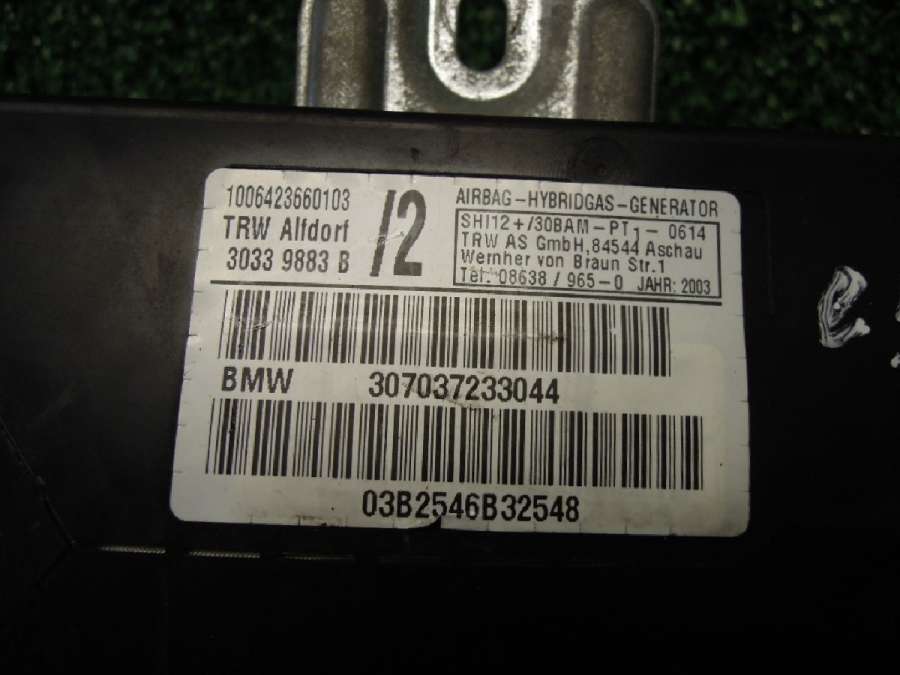 1006423660103
TRW Alfdorf
3033 9883 B
/2
AIRBAG-HYBRIDGAS-GENERATOR
SHI12+/30BAM-PT1- 0614
TRW AS GmbH,84544 Aschau
Wernher von Braun Str.1
Tel. 08638 / 965-0 JAHR: 2003
BMW 307037233044
03B2546B32548